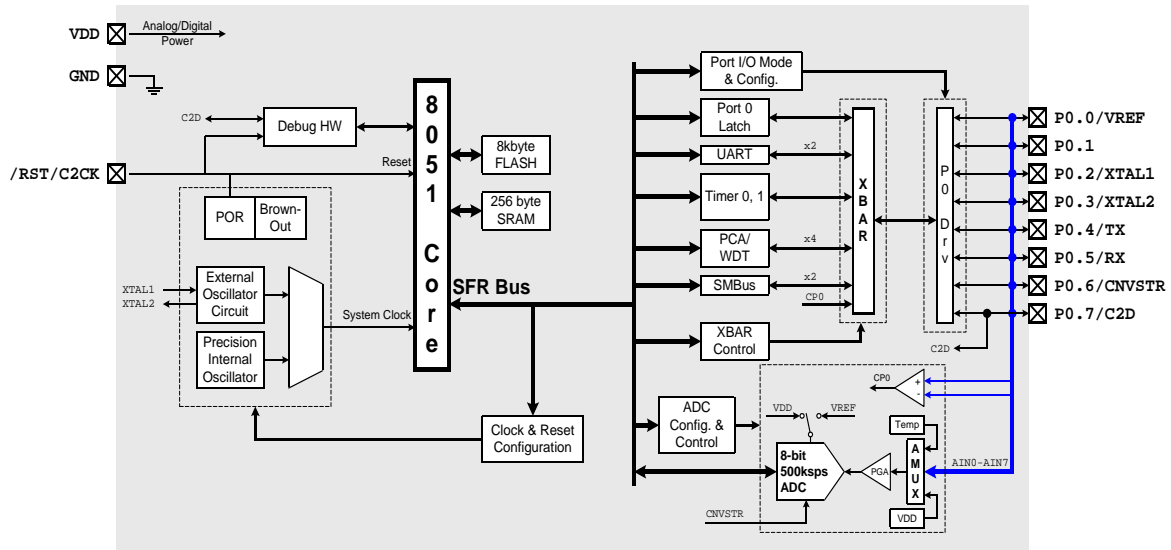 VDD
Analog/Digital
Power
GND
/RST/C2CK
C2D
Debug HW
Reset
POR
Brown-
Out
XTAL1
XTAL2
External
Oscillator
Circuit
Precision
Internal
Oscillator
System Clock
8
0
5
1
C
o
r
e
8kbyte
FLASH
256 byte
SRAM
SFR Bus
Clock & Reset
Configuration
Port I/O Mode
& Config.
Port 0
Latch
UART
x2
Timer 0, 1
PCA/
WDT
x4
SMBus
x2
CP0
XBAR
Control
X
B
A
R
P
0
D
r
v
P0.0/VREF
P0.1
P0.2/XTAL1
P0.3/XTAL2
P0.4/TX
P0.5/RX
P0.6/CNVSTR
P0.7/C2D
C2D
CP0
+
-
ADC
Config. &
Control
VDD
VREF
Temp
8-bit
500ksps
ADC
PGA
A
M
U
X
AIN0-AIN7
VDD
CNVSTR